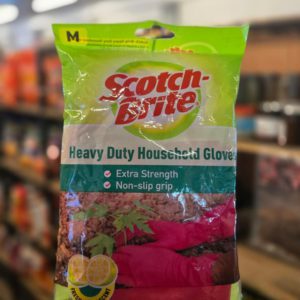 M
Scotch-
Brite
Heavy Duty Household Gloves
Extra Strength
Non-slip grip